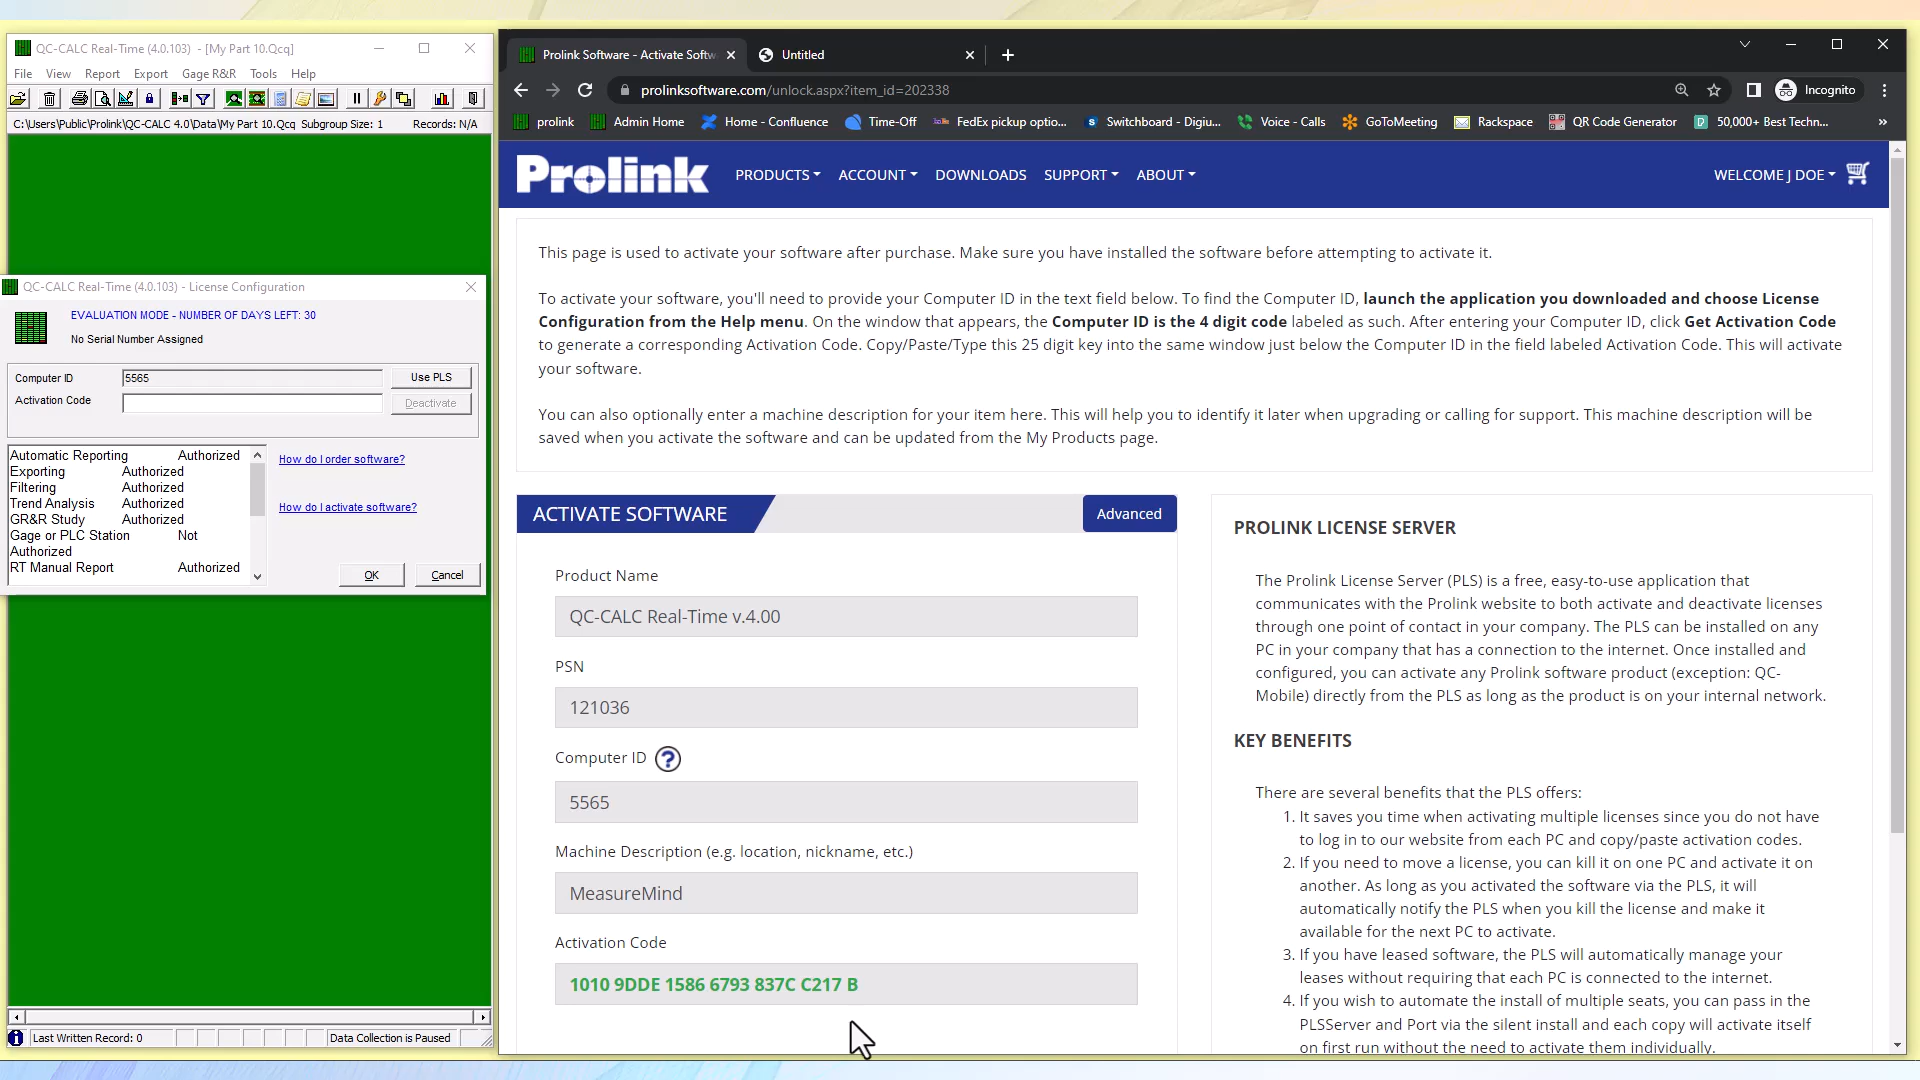 QC-CALC Real-Time (4.0.103) - [My Part 10.Qcq]
File View Report Export Gage R&R Tools Help
C:\Users\Public\Prolink\QC-CALC 4.0\Data\My Part 10.Qcq Subgroup Size: 1 Records: N/A
QC-CALC Real-Time (4.0.103) - License Configuration
EVALUATION MODE - NUMBER OF DAYS LEFT: 30
No Serial Number Assigned
Computer ID 5565 Use PLS
Activation Code Deactivate
Automatic Reporting Authorized
Exporting Authorized
Filtering Authorized
Trend Analysis Authorized
GR&R Study Authorized
Gage or PLC Station Not
Authorized
RT Manual Report Authorized
How do I order software?
How do I activate software?
OK Cancel
Last Written Record: 0 Data Collection is Paused
Prolink Software - Activate Softw Untitled
prolinksoftware.com/unlock.aspx?item_id=202338 Incognito
prolink Admin Home Home - Confluence Time-Off FedEx pickup optio... Switchboard - Digiu... Voice - Calls GoToMeeting Rackspace QR Code Generator 50,000+ Best Techn... »
Prolink PRODUCTS ACCOUNT DOWNLOADS SUPPORT ABOUT WELCOME J DOE
This page is used to activate your software after purchase. Make sure you have installed the software before attempting to activate it.
To activate your software, you'll need to provide your Computer ID in the text field below. To find the Computer ID, launch the application you downloaded and choose License
Configuration from the Help menu. On the window that appears, the Computer ID is the 4 digit code labeled as such. After entering your Computer ID, click Get Activation Code
to generate a corresponding Activation Code. Copy/Paste/Type this 25 digit key into the same window just below the Computer ID in the field labeled Activation Code. This will activate
your software.
You can also optionally enter a machine description for your item here. This will help you to identify it later when upgrading or calling for support. This machine description will be
saved when you activate the software and can be updated from the My Products page.
ACTIVATE SOFTWARE Advanced
Product Name
QC-CALC Real-Time v.4.00
PSN
121036
Computer ID ?
5565
Machine Description (e.g. location, nickname, etc.)
MeasureMind
Activation Code
1010 9DDE 1586 6793 837C C217 B
PROLINK LICENSE SERVER
The Prolink License Server (PLS) is a free, easy-to-use application that
communicates with the Prolink website to both activate and deactivate licenses
through one point of contact in your company. The PLS can be installed on any
PC in your company that has a connection to the internet. Once installed and
configured, you can activate any Prolink software product (exception: QC-
Mobile) directly from the PLS as long as the product is on your internal network.
KEY BENEFITS
There are several benefits that the PLS offers:
1. It saves you time when activating multiple licenses since you do not have
to log in to our website from each PC and copy/paste activation codes.
2. If you need to move a license, you can kill it on one PC and activate it on
another. As long as you activated the software via the PLS, it will
automatically notify the PLS when you kill the license and make it
available for the next PC to activate.
3. If you have leased software, the PLS will automatically manage your
leases without requiring that each PC is connected to the internet.
4. If you wish to automate the install of multiple seats, you can pass in the
PLSServer and Port via the silent install and each copy will activate itself
on first run without the need to activate them individually.